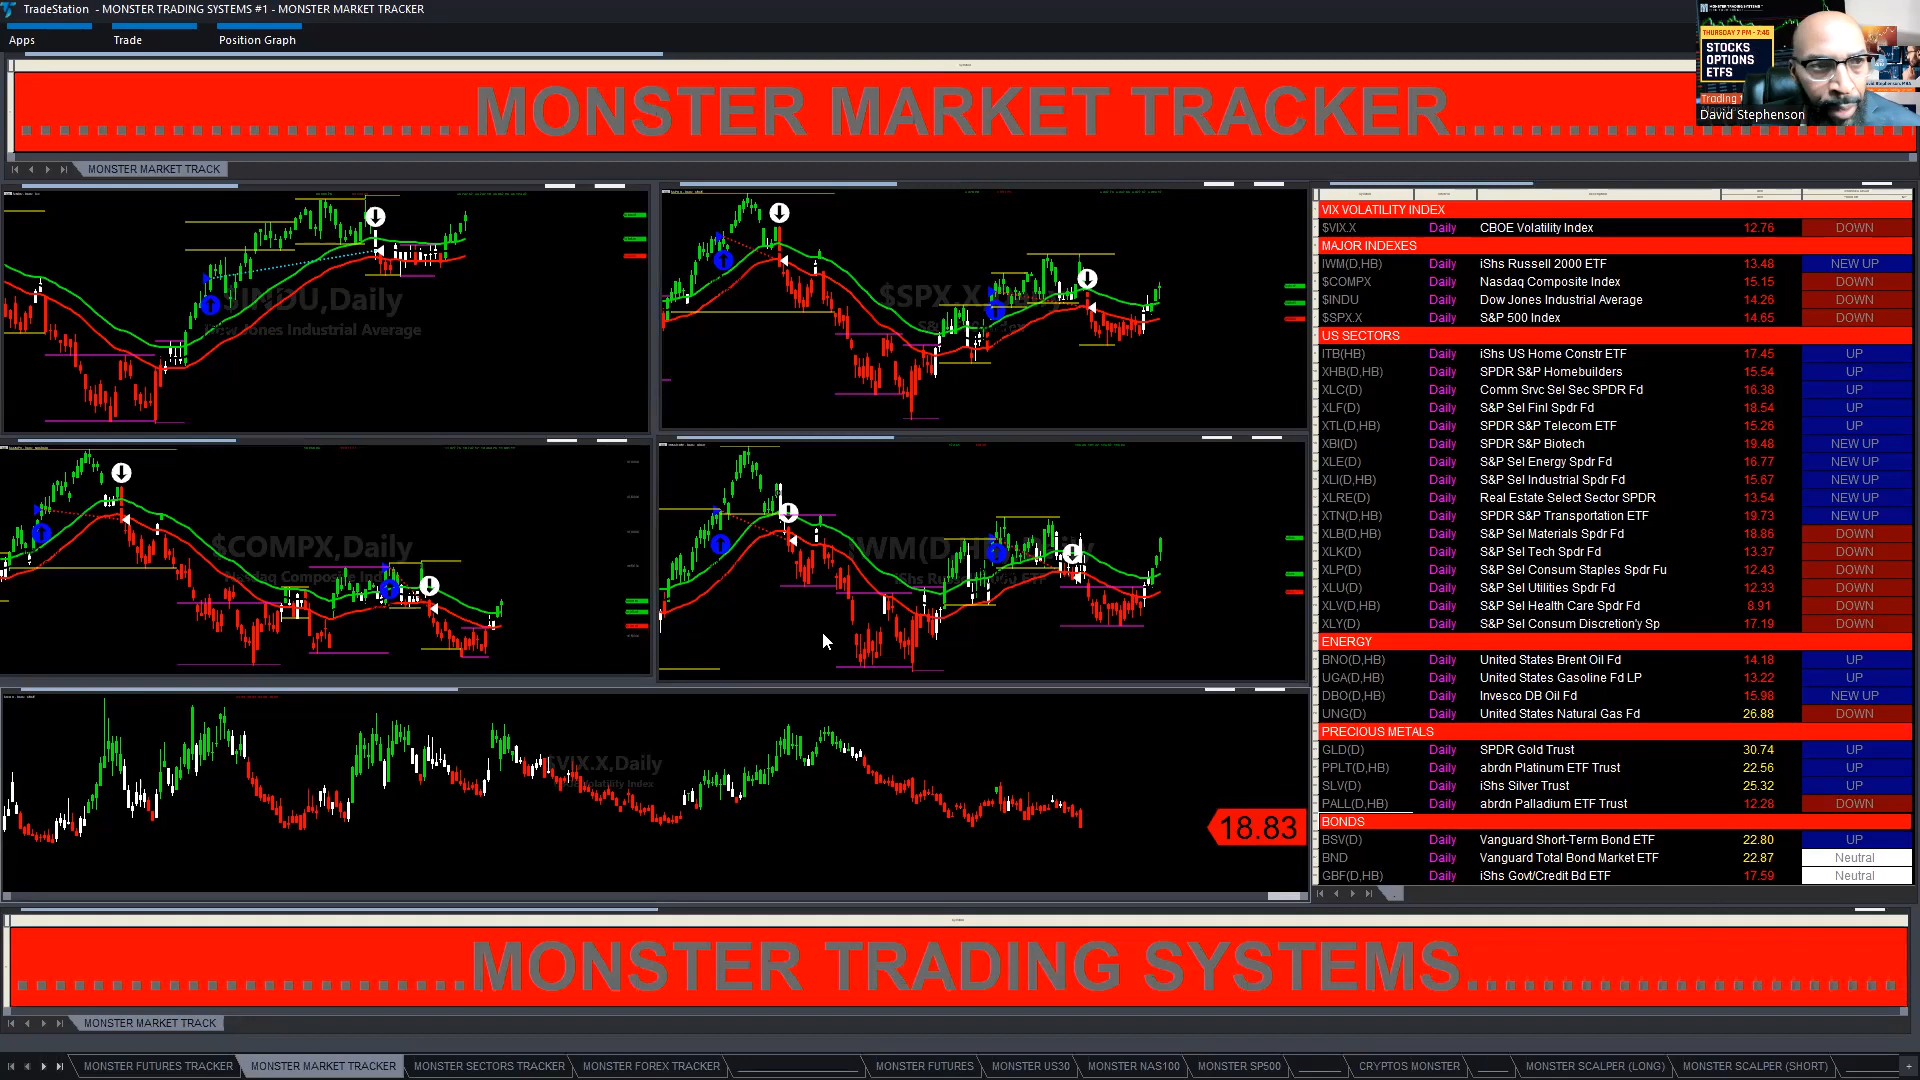 TradeStation - MONSTER TRADING SYSTEMS #1 - MONSTER MARKET TRACKER
Apps Trade Position Graph
THURSDAY 7 PM - 7:45
STOCKS
OPTIONS
ETFS
David Stephenson
MONSTER MARKET TRACKER
MONSTER MARKET TRACK
$INDU,Daily
Dow Jones Industrial Average
$COMPX,Daily
$VIX.X,Daily
18.83
VIX VOLATILITY INDEX
$VIX.X Daily CBOE Volatility Index 12.76 DOWN
MAJOR INDEXES
IWM(D,HB) Daily iShs Russell 2000 ETF 13.48 NEW UP
$COMPX Daily Nasdaq Composite Index 15.15 DOWN
$INDU Daily Dow Jones Industrial Average 14.26 DOWN
$SPX.X Daily S&P 500 Index 14.65 DOWN
US SECTORS
ITB(HB) Daily iShs US Home Constr ETF 17.45 UP
XHB(D,HB) Daily SPDR S&P Homebuilders 15.54 UP
XLC(D) Daily Comm Srvc Sel Sec SPDR Fd 16.38 UP
XLF(D) Daily S&P Sel Finl Spdr Fd 18.54 UP
XTL(D,HB) Daily SPDR S&P Telecom ETF 15.26 UP
XBI(D) Daily SPDR S&P Biotech 19.48 NEW UP
XLE(D) Daily S&P Sel Energy Spdr Fd 16.77 NEW UP
XLI(D,HB) Daily S&P Sel Industrial Spdr Fd 15.67 NEW UP
XLRE(D) Daily Real Estate Select Sector SPDR 13.54 NEW UP
XTN(D,HB) Daily SPDR S&P Transportation ETF 19.73 NEW UP
XLB(D,HB) Daily S&P Sel Materials Spdr Fd 18.86 DOWN
XLK(D) Daily S&P Sel Tech Spdr Fd 13.37 DOWN
XLP(D) Daily S&P Sel Consum Staples Spdr Fu 12.43 DOWN
XLU(D) Daily S&P Sel Utilities Spdr Fd 12.33 DOWN
XLV(D,HB) Daily S&P Sel Health Care Spdr Fd 8.91 DOWN
XLY(D) Daily S&P Sel Consum Discretion'y Sp 17.19 DOWN
ENERGY
BNO(D,HB) Daily United States Brent Oil Fd 14.18 UP
UGA(D,HB) Daily United States Gasoline Fd LP 13.22 UP
DBO(D,HB) Daily Invesco DB Oil Fd 15.98 NEW UP
UNG(D) Daily United States Natural Gas Fd 26.88 DOWN
PRECIOUS METALS
GLD(D) Daily SPDR Gold Trust 30.74 UP
PPLT(D,HB) Daily abrdn Platinum ETF Trust 22.56 UP
SLV(D) Daily iShs Silver Trust 25.32 UP
PALL(D,HB) Daily abrdn Palladium ETF Trust 12.28 DOWN
BONDS
BSV(D) Daily Vanguard Short-Term Bond ETF 22.80 UP
BND Daily Vanguard Total Bond Market ETF 22.87 Neutral
GBF(D,HB) Daily iShs Govt/Credit Bd ETF 17.59 Neutral
MONSTER TRADING SYSTEMS
MONSTER MARKET TRACK
MONSTER FUTURES TRACKER MONSTER MARKET TRACKER MONSTER SECTORS TRACKER MONSTER FOREX TRACKER MONSTER FUTURES MONSTER US30 MONSTER NAS100 MONSTER SP500 CRYPTOS MONSTER MONSTER SCALPER (LONG) MONSTER SCALPER (SHORT)